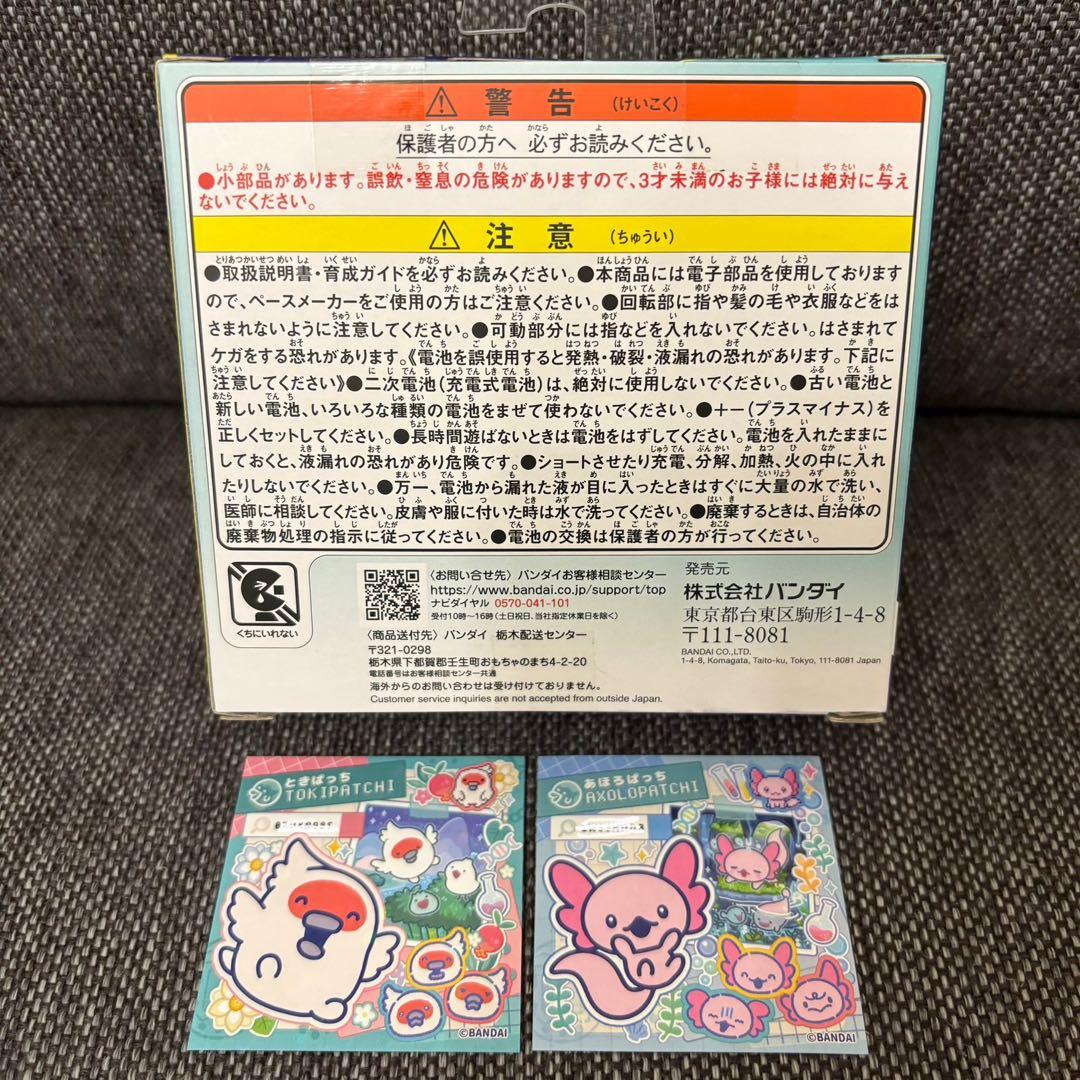 警告（けいこく）
保護者の方へ 必ずお読みください。
●小部品があります。誤飲・窒息の危険がありますので、3才未満のお子様には絶対に与え
ないでください。
注意（ちゅうい）
●取扱説明書・育成ガイドを必ずお読みください。●本商品には電子部品を使用しております
ので、ペースメーカーをご使用の方はご注意ください。●回転部に指や髪の毛や衣服などをは
さまれないように注意してください。●可動部分には指などを入れないでください。はさまれて
ケガをする恐れがあります。《電池を誤使用すると発熱・破裂・液漏れの恐れがあります。下記に
注意してください》●二次電池（充電式電池）は、絶対に使用しないでください。●古い電池と
新しい電池、いろいろな種類の電池をまぜて使わないでください。●＋－（プラスマイナス）を
正しくセットしてください。●長時間遊ばないときは電池をはずしてください。電池を入れたままに
しておくと、液漏れの恐れがあり危険です。●ショートさせたり充電、分解、加熱、火の中に入れ
たりしないでください。●万一、電池から漏れた液が目に入ったときはすぐに大量の水で洗い、
医師に相談してください。皮膚や服に付いた時は水で洗ってください。●廃棄するときは、自治体の
廃棄物処理の指示に従ってください。●電池の交換は保護者の方が行ってください。
くちにいれない
〈お問い合せ先〉バンダイお客様相談センター
https://www.bandai.co.jp/support/top
ナビダイヤル 0570-041-101
受付10時～16時（土日祝日、当社指定休業日を除く）
〈商品送付先〉バンダイ 栃木配送センター
〒321-0298
栃木県下都賀郡壬生町おもちゃのまち4-2-20
電話番号はお客様相談センター共通
海外からのお問い合わせは受け付けておりません。
Customer service inquiries are not accepted from outside Japan.
発売元
株式会社バンダイ
東京都台東区駒形1-4-8
〒111-8081
BANDAI CO.,LTD.
1-4-8, Komagata, Taito-ku, Tokyo, 111-8081 Japan
ときぱっち
TOKIPATCHI
©BANDAI
あほろぱっち
AXOLOPATCHI
©BANDAI